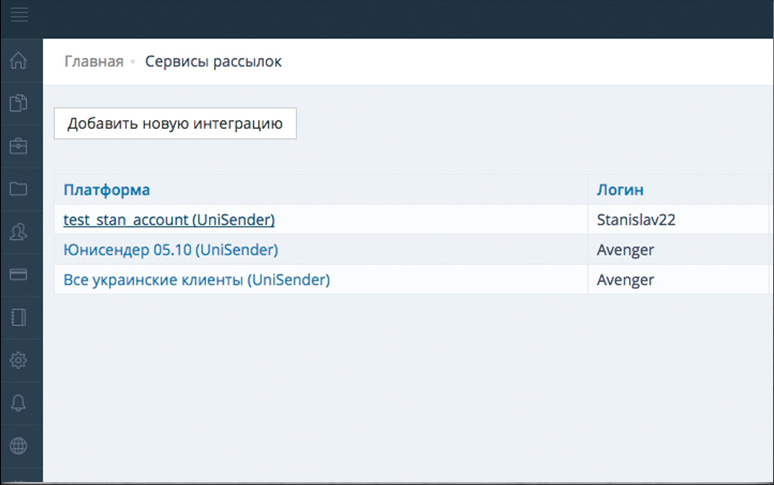 Главная • Сервисы рассылок
Добавить новую интеграцию
Платформа Логин
test_stan_account (UniSender) Stanislav22
Юнисендер 05.10 (UniSender) Avenger
Все украинские клиенты (UniSender) Avenger